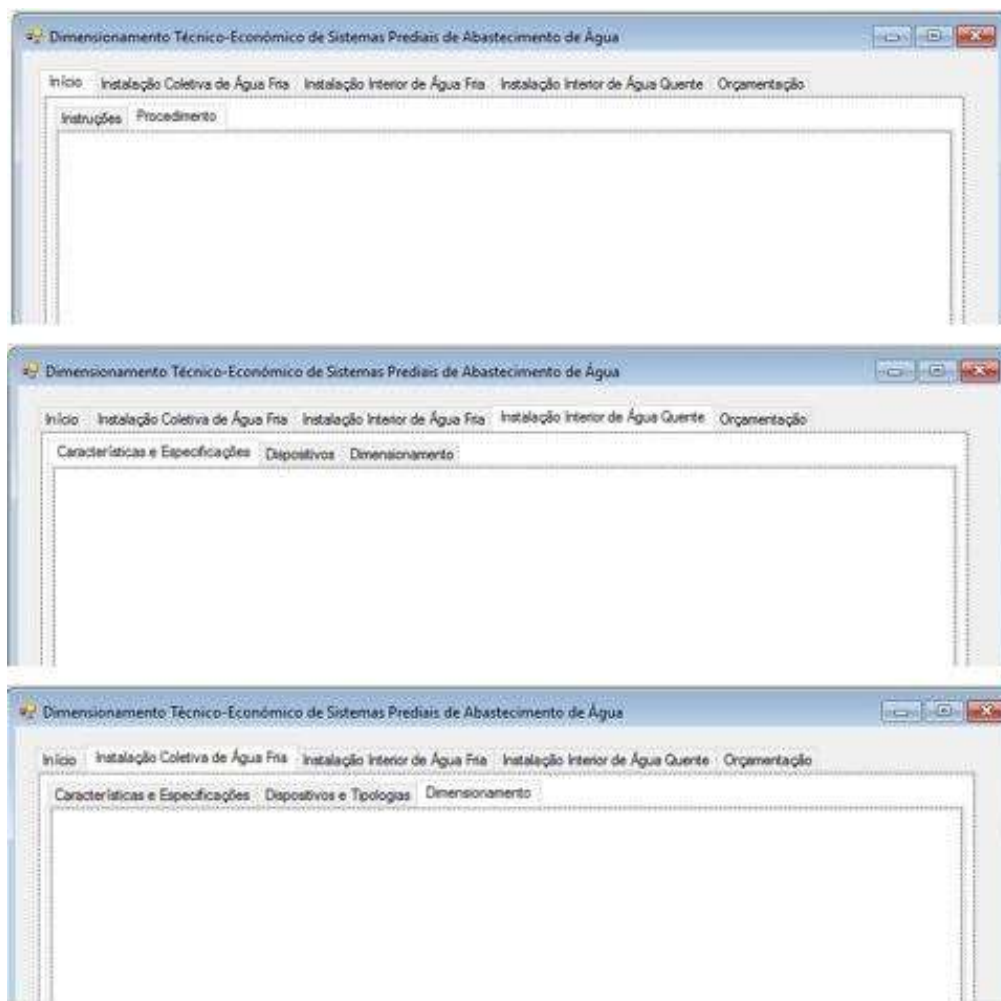 Dimensionamento Técnico-Económico de Sistemas Prediais de Abastecimento de Água
Início Instalação Coletiva de Água Fria Instalação Interior de Água Fria Instalação Interior de Água Quente Orçamentação
Instruções Procedimento
Dimensionamento Técnico-Económico de Sistemas Prediais de Abastecimento de Água
Início Instalação Coletiva de Água Fria Instalação Interior de Água Fria Instalação Interior de Água Quente Orçamentação
Características e Especificações Dispositivos Dimensionamento
Dimensionamento Técnico-Económico de Sistemas Prediais de Abastecimento de Água
Início Instalação Coletiva de Água Fria Instalação Interior de Água Fria Instalação Interior de Água Quente Orçamentação
Características e Especificações Dispositivos e Tipologias Dimensionamento